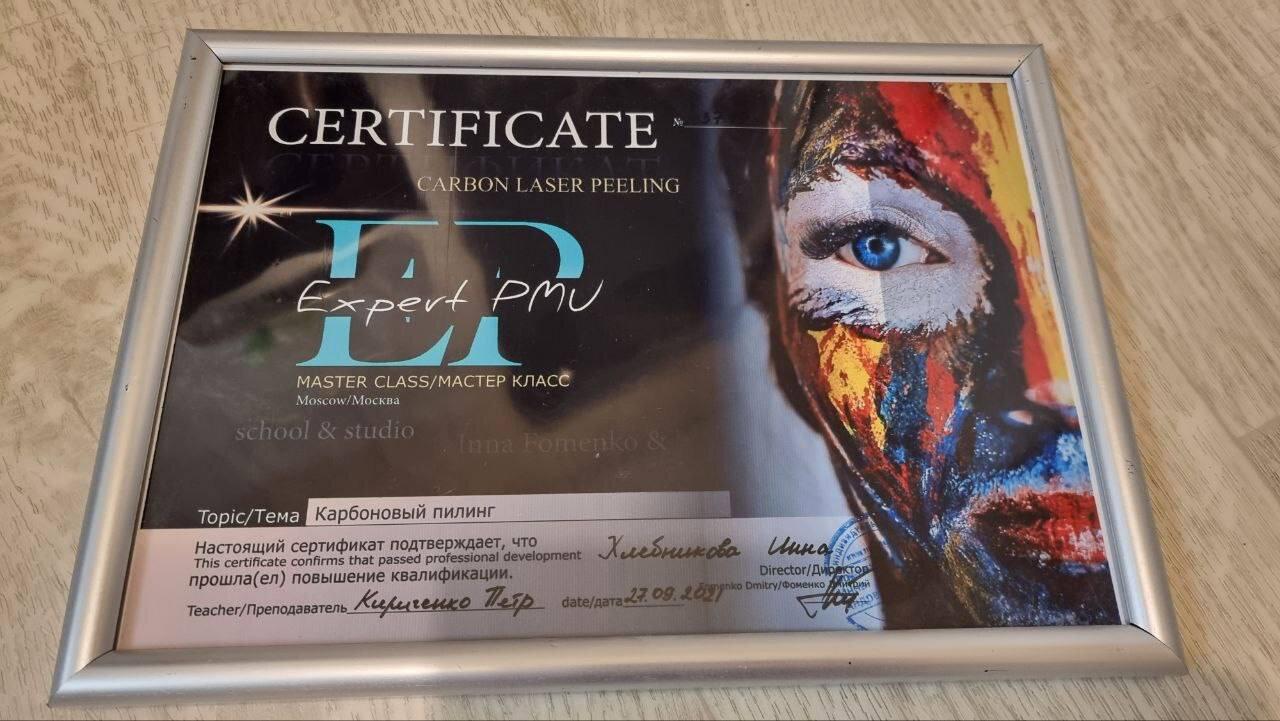 CERTIFICATE № 37
CARBON LASER PEELING
EP
Expert PMU
MASTER CLASS/МАСТЕР КЛАСС
Moscow/Москва
school & studio
Inna Fomenko &
Topic/Тема Карбоновый пилинг
Настоящий сертификат подтверждает, что Хлебникова Инна
This certificate confirms that passed professional development
прошла(ел) повышение квалификации.
Director/Директор
Fomenko Dmitry/Фоменко Дмитрий
Teacher/Преподаватель Кириченко Петр date/дата 27.09.2021